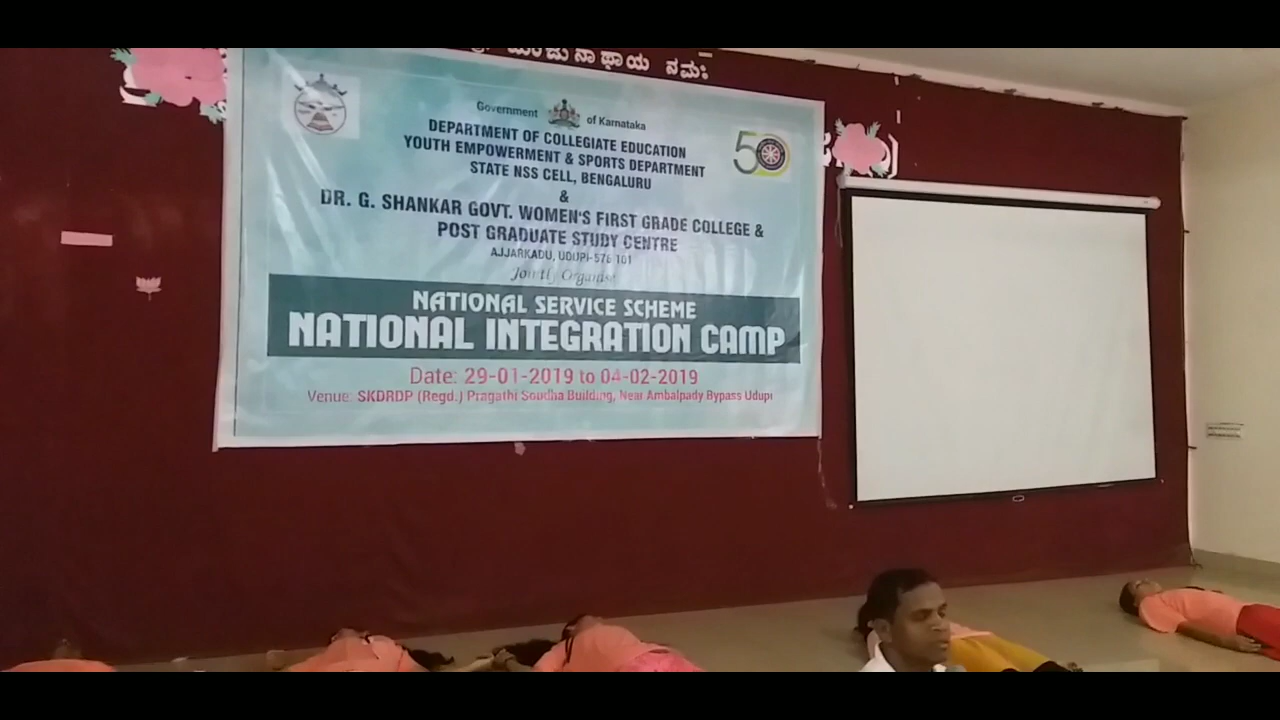 ಮಂಜುನಾಥಾಯ ನಮಃ
Government of Karnataka
DEPARTMENT OF COLLEGIATE EDUCATION
YOUTH EMPOWERMENT & SPORTS DEPARTMENT
STATE NSS CELL, BENGALURU
&
DR. G. SHANKAR GOVT. WOMEN'S FIRST GRADE COLLEGE &
POST GRADUATE STUDY CENTRE
AJJARKADU, UDUPI-576 101
Jointly Organise
NATIONAL SERVICE SCHEME
NATIONAL INTEGRATION CAMP
Date: 29-01-2019 to 04-02-2019
Venue: SKDRDP (Regd.) Pragathi Soudha Building, Near Ambalpady Bypass Udupi
50